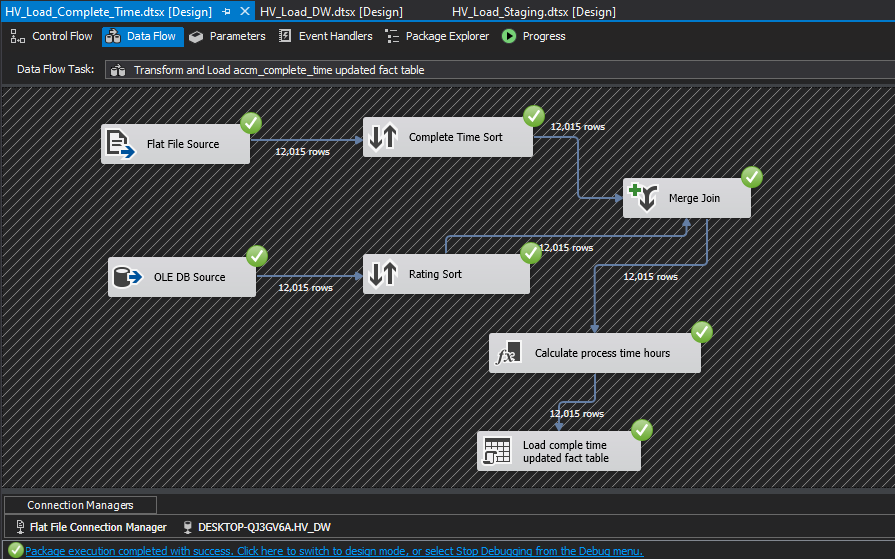 HV_Load_Complete_Time.dtsx [Design]
HV_Load_DW.dtsx [Design]
HV_Load_Staging.dtsx [Design]
Control Flow
Data Flow
Parameters
Event Handlers
Package Explorer
Progress
Data Flow Task:
Transform and Load accm_complete_time updated fact table
Flat File Source
12,015 rows
Complete Time Sort
12,015 rows
Merge Join
OLE DB Source
12,015 rows
Rating Sort
12,015 rows
12,015 rows
Calculate process time hours
12,015 rows
Load comple time
updated fact table
Connection Managers
Flat File Connection Manager
DESKTOP-QJ3GV6A.HV_DW
Package execution completed with success. Click here to switch to design mode, or select Stop Debugging from the Debug menu.